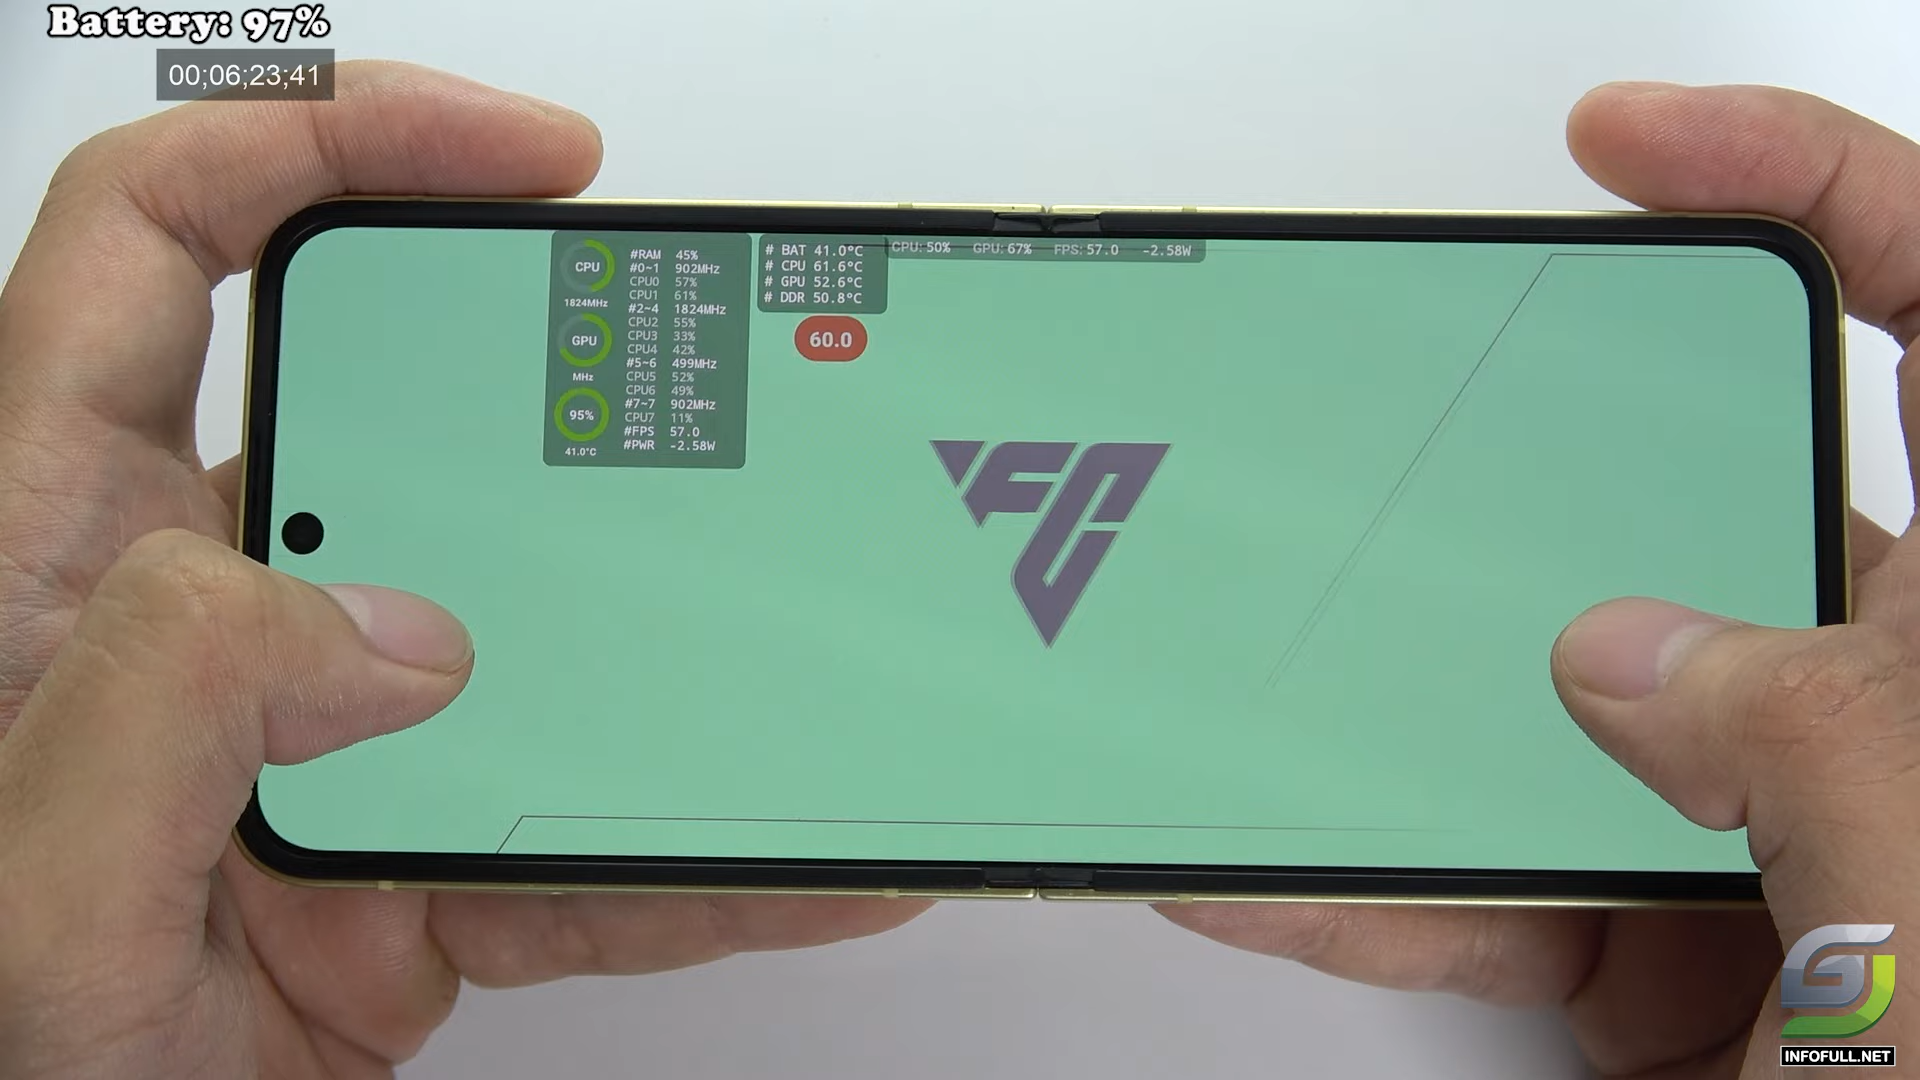 Battery: 97%
00;06;23;41
CPU
1824MHz
GPU
MHz
95%
41.0°C
#RAM 45%
#0~1 902MHz
CPU0 57%
CPU1 61%
#2~4 1824MHz
CPU2 55%
CPU3 33%
CPU4 42%
#5~6 499MHz
CPU5 52%
CPU6 49%
#7~7 902MHz
CPU7 11%
#FPS 57.0
#PWR -2.58W
# BAT 41.0°C
# CPU 61.6°C
# GPU 52.6°C
# DDR 50.8°C
CPU: 50% GPU: 67% FPS: 57.0 -2.58W
60.0
FC
INFOFULL.NET